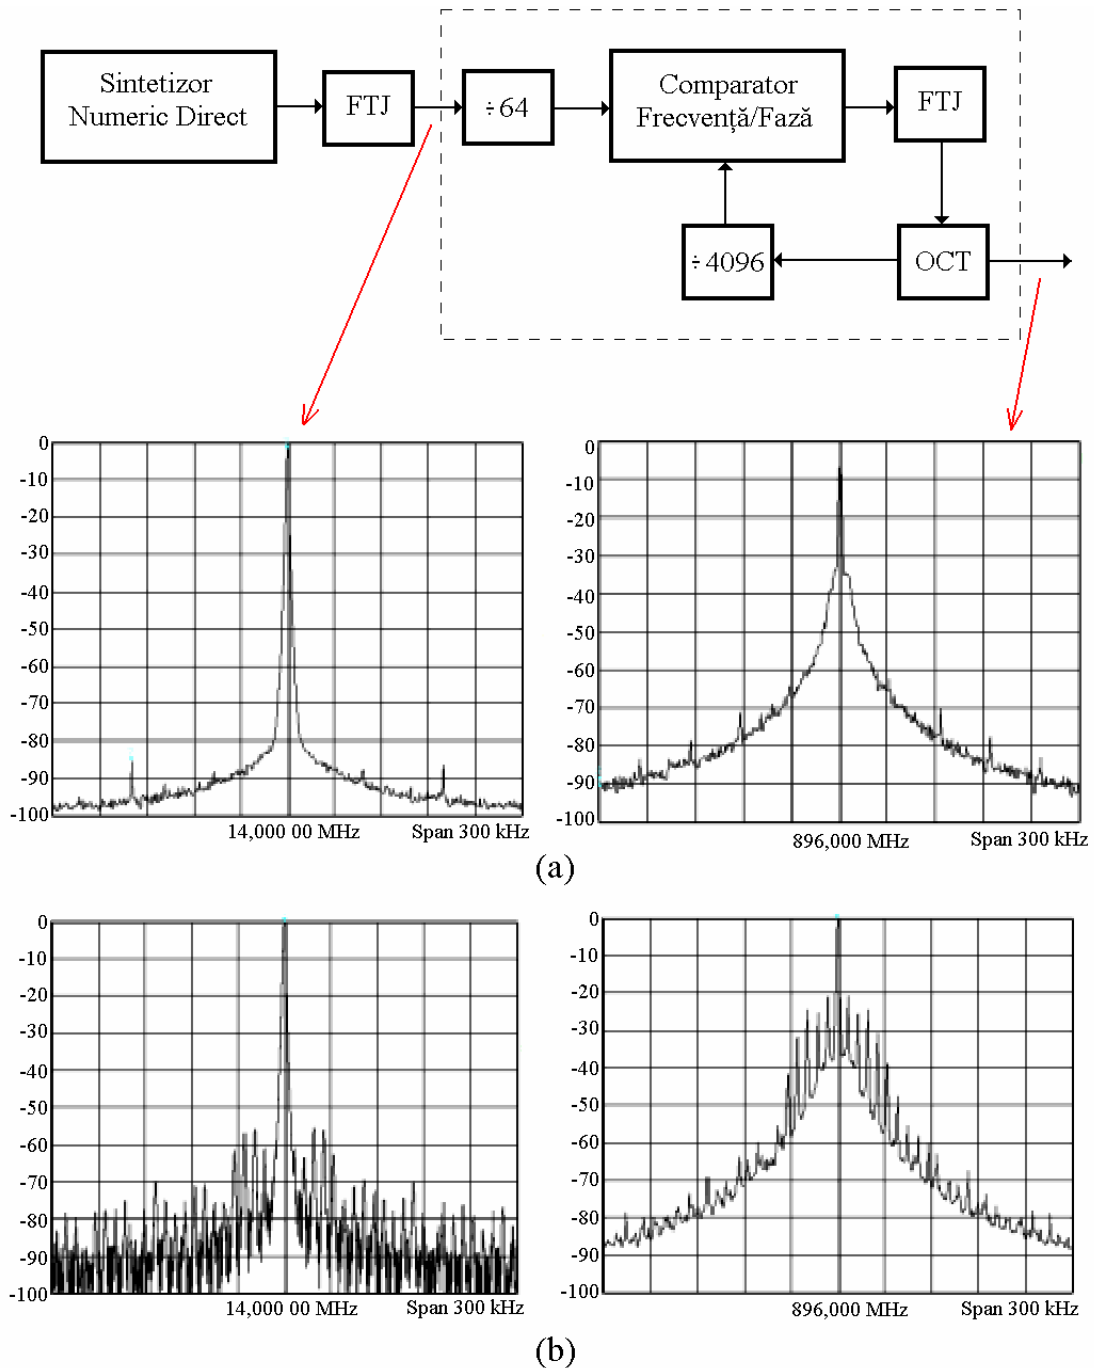 Sintetizor
Numeric Direct
FTJ
÷64
Comparator
Frecvență/Fază
FTJ
÷4096
OCT
0
-10
-20
-30
-40
-50
-60
-70
-80
-90
-100
14,000 00 MHz
Span 300 kHz
0
-10
-20
-30
-40
-50
-60
-70
-80
-90
-100
896,000 MHz
Span 300 kHz
(a)
0
-10
-20
-30
-40
-50
-60
-70
-80
-90
-100
14,000 00 MHz
Span 300 kHz
0
-10
-20
-30
-40
-50
-60
-70
-80
-90
-100
896,000 MHz
Span 300 kHz
(b)